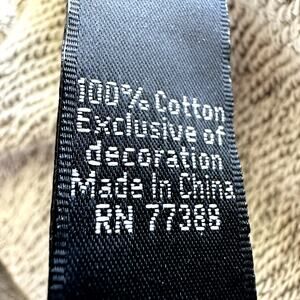 100% Cotton
Exclusive of
decoration
Made In China
RN 77388